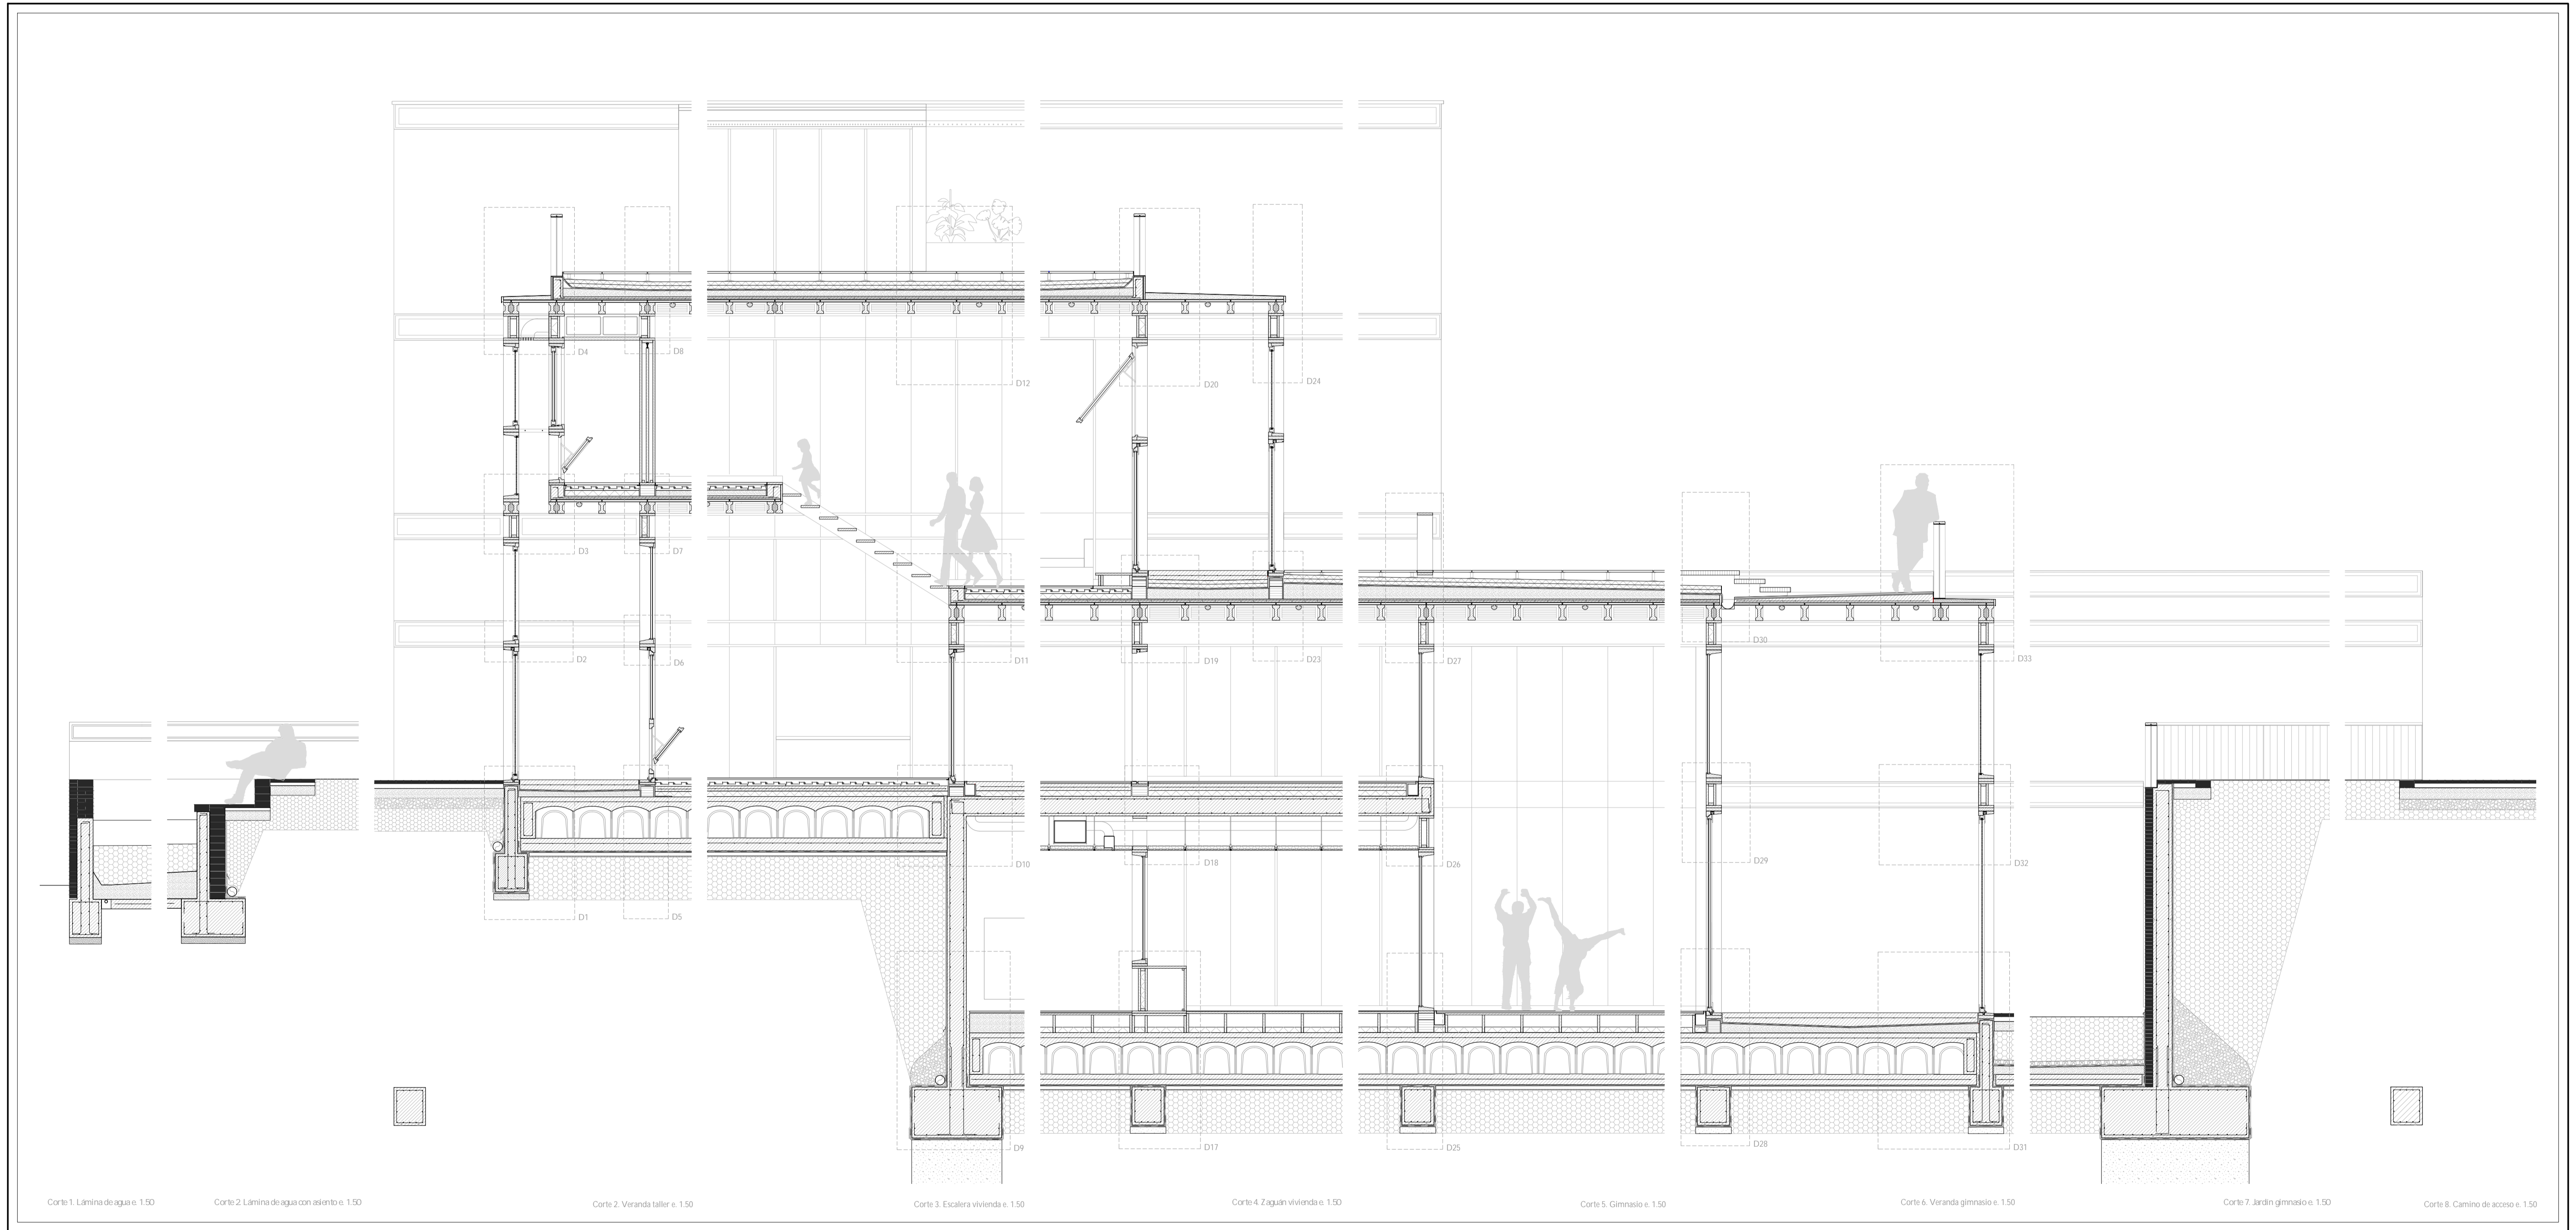 D4
D8
D12
D20
D24
D3
D7
D2
D6
D11
D19
D23
D27
D30
D33
D10
D18
D26
D29
D32
D1
D5
D9
D17
D25
D28
D31
Corte 1. Lámina de agua e. 1.50
Corte 2. Lámina de agua con asiento e. 1.50
Corte 2. Veranda taller e. 1.50
Corte 3. Escalera vivienda e. 1.50
Corte 4. Zaguán vivienda e. 1.50
Corte 5. Gimnasio e. 1.50
Corte 6. Veranda gimnasio e. 1.50
Corte 7. Jardín gimnasio e. 1.50
Corte 8. Camino de acceso e. 1.50